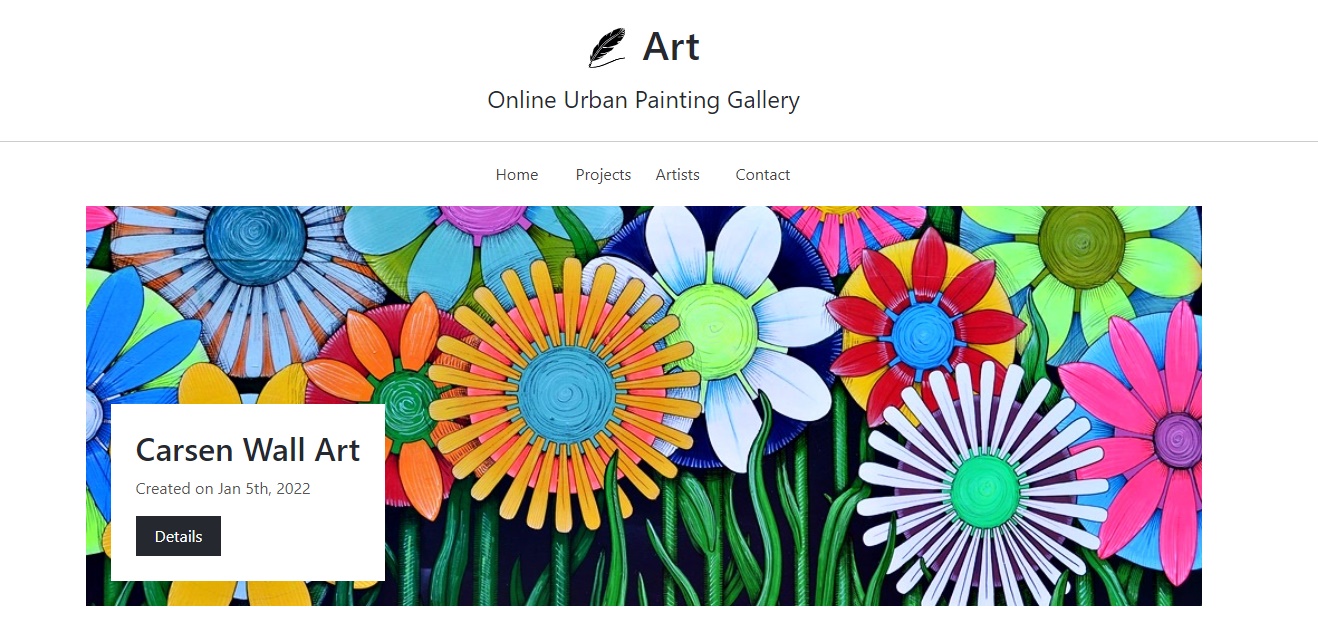 Art
Online Urban Painting Gallery
Home Projects Artists Contact
Carsen Wall Art
Created on Jan 5th, 2022
Details